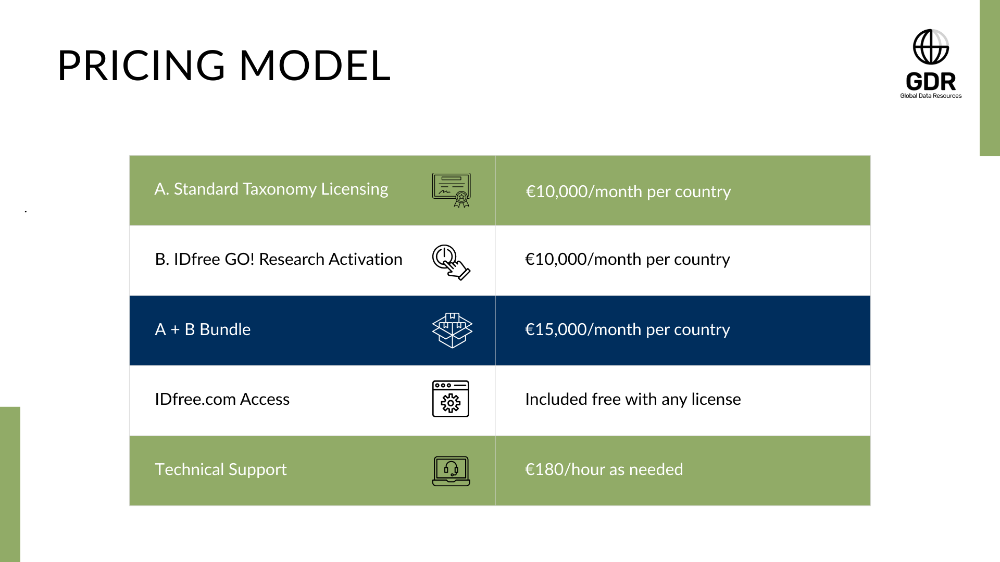 PRICING MODEL
GDR
Global Data Resources
A. Standard Taxonomy Licensing
€10,000/month per country
.
B. IDfree GO! Research Activation
€10,000/month per country
A + B Bundle
€15,000/month per country
IDfree.com Access
Included free with any license
Technical Support
€180/hour as needed